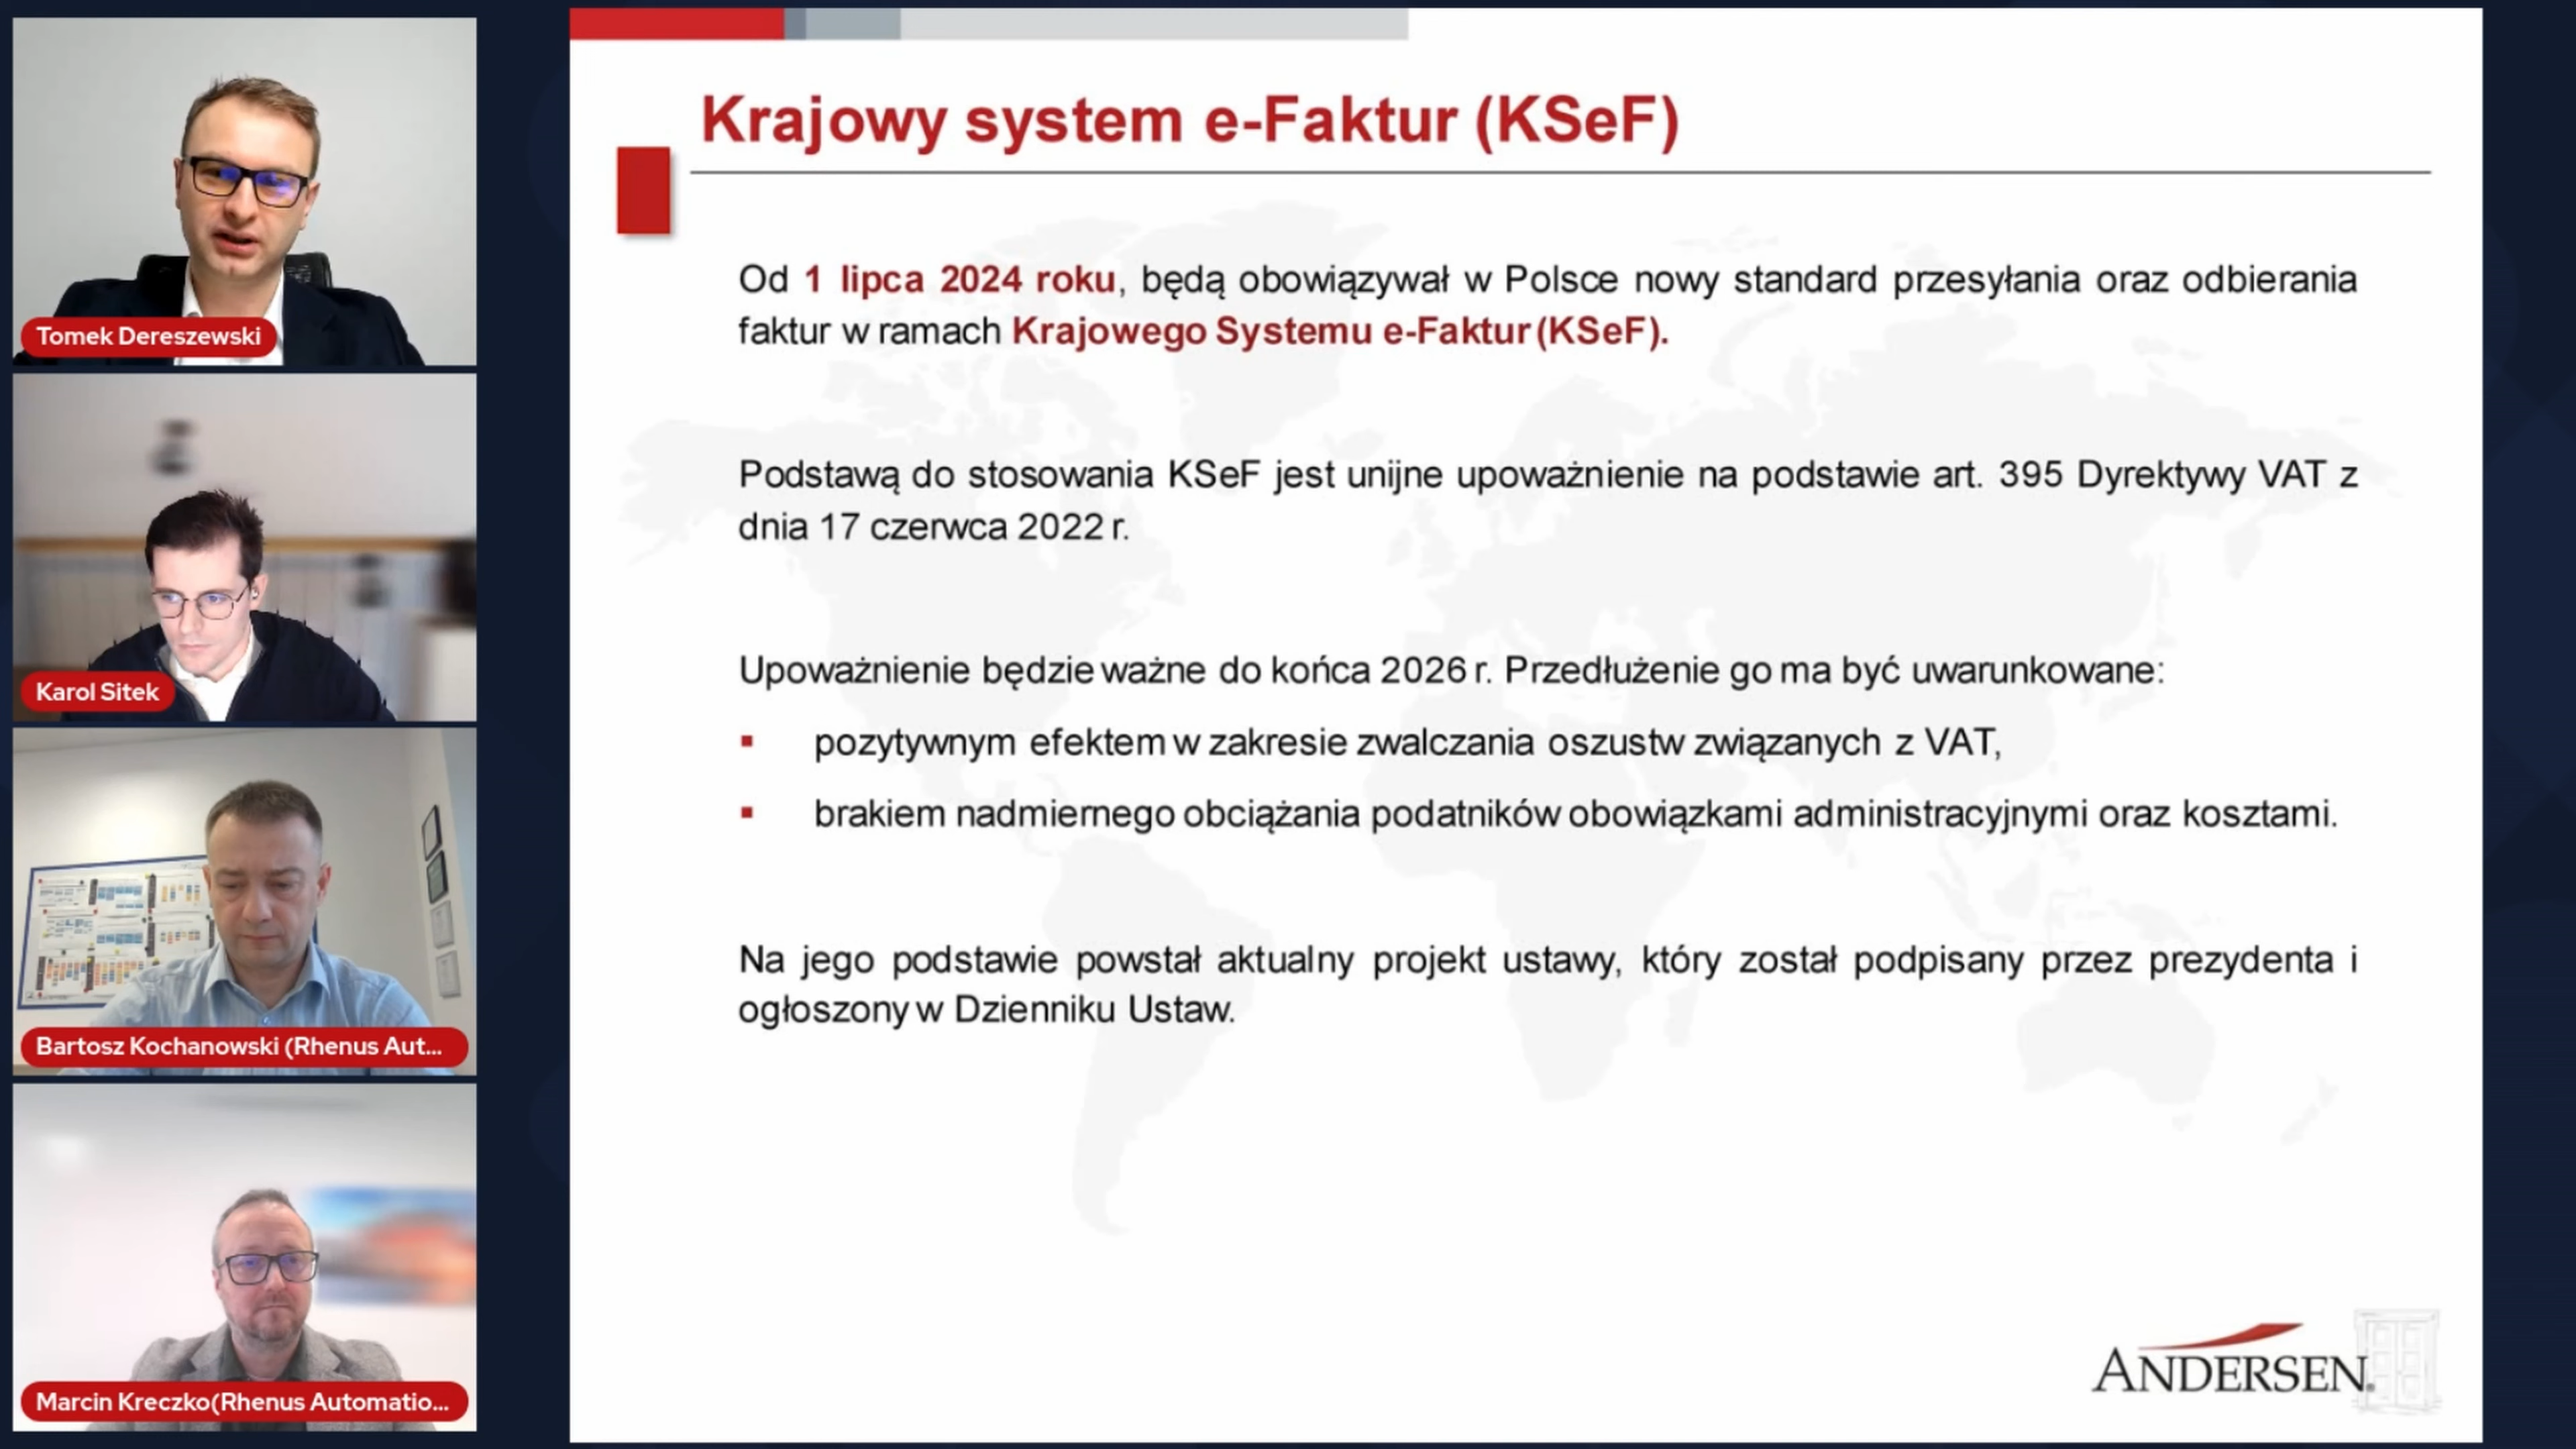 Tomek Dereszewski
Karol Sitek
Bartosz Kochanowski (Rhenus Aut...
Marcin Kreczko(Rhenus Automatio...
Krajowy system e-Faktur (KSeF)
Od 1 lipca 2024 roku, będą obowiązywał w Polsce nowy standard przesyłania oraz odbierania
faktur w ramach Krajowego Systemu e-Faktur (KSeF).
Podstawą do stosowania KSeF jest unijne upoważnienie na podstawie art. 395 Dyrektywy VAT z
dnia 17 czerwca 2022 r.
Upoważnienie będzie ważne do końca 2026 r. Przedłużenie go ma być uwarunkowane:
▪ pozytywnym efektem w zakresie zwalczania oszustw związanych z VAT,
▪ brakiem nadmiernego obciążania podatników obowiązkami administracyjnymi oraz kosztami.
Na jego podstawie powstał aktualny projekt ustawy, który został podpisany przez prezydenta i
ogłoszony w Dzienniku Ustaw.
ANDERSEN.